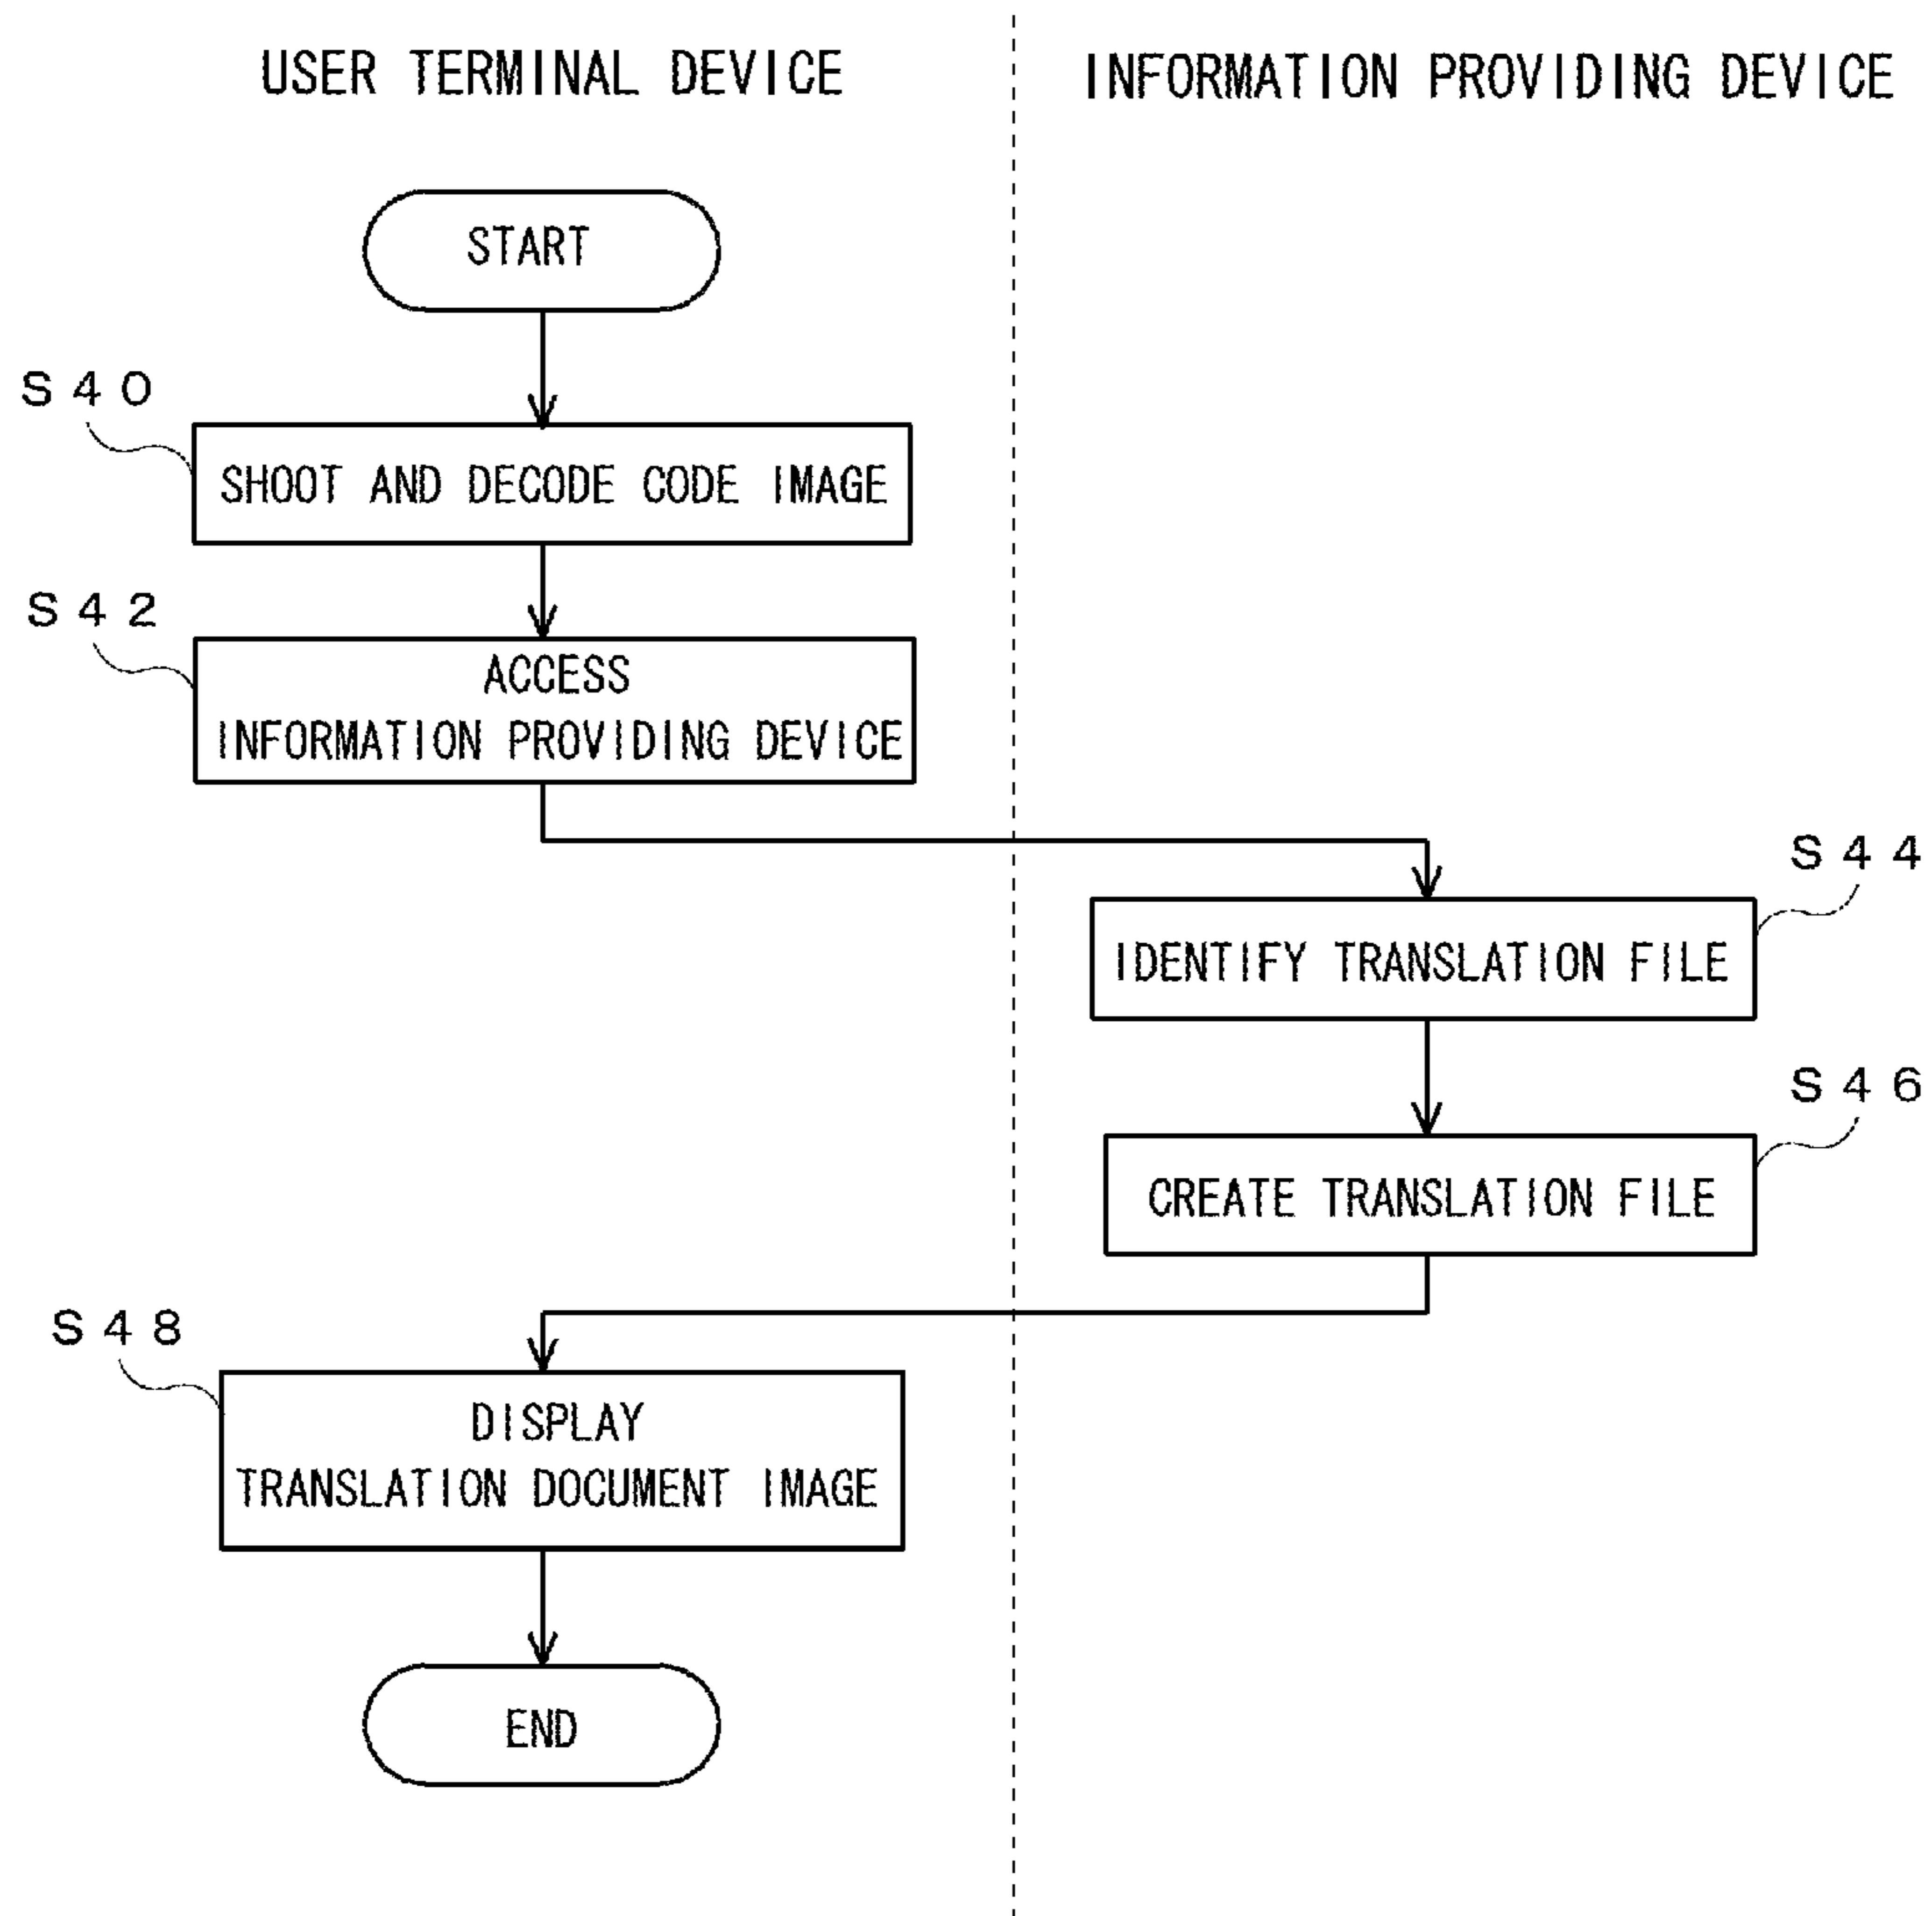 USER TERMINAL DEVICE
INFORMATION PROVIDING DEVICE
START
S40
SHOOT AND DECODE CODE IMAGE
S42
ACCESS
INFORMATION PROVIDING DEVICE
S44
IDENTIFY TRANSLATION FILE
S46
CREATE TRANSLATION FILE
S48
DISPLAY
TRANSLATION DOCUMENT IMAGE
END